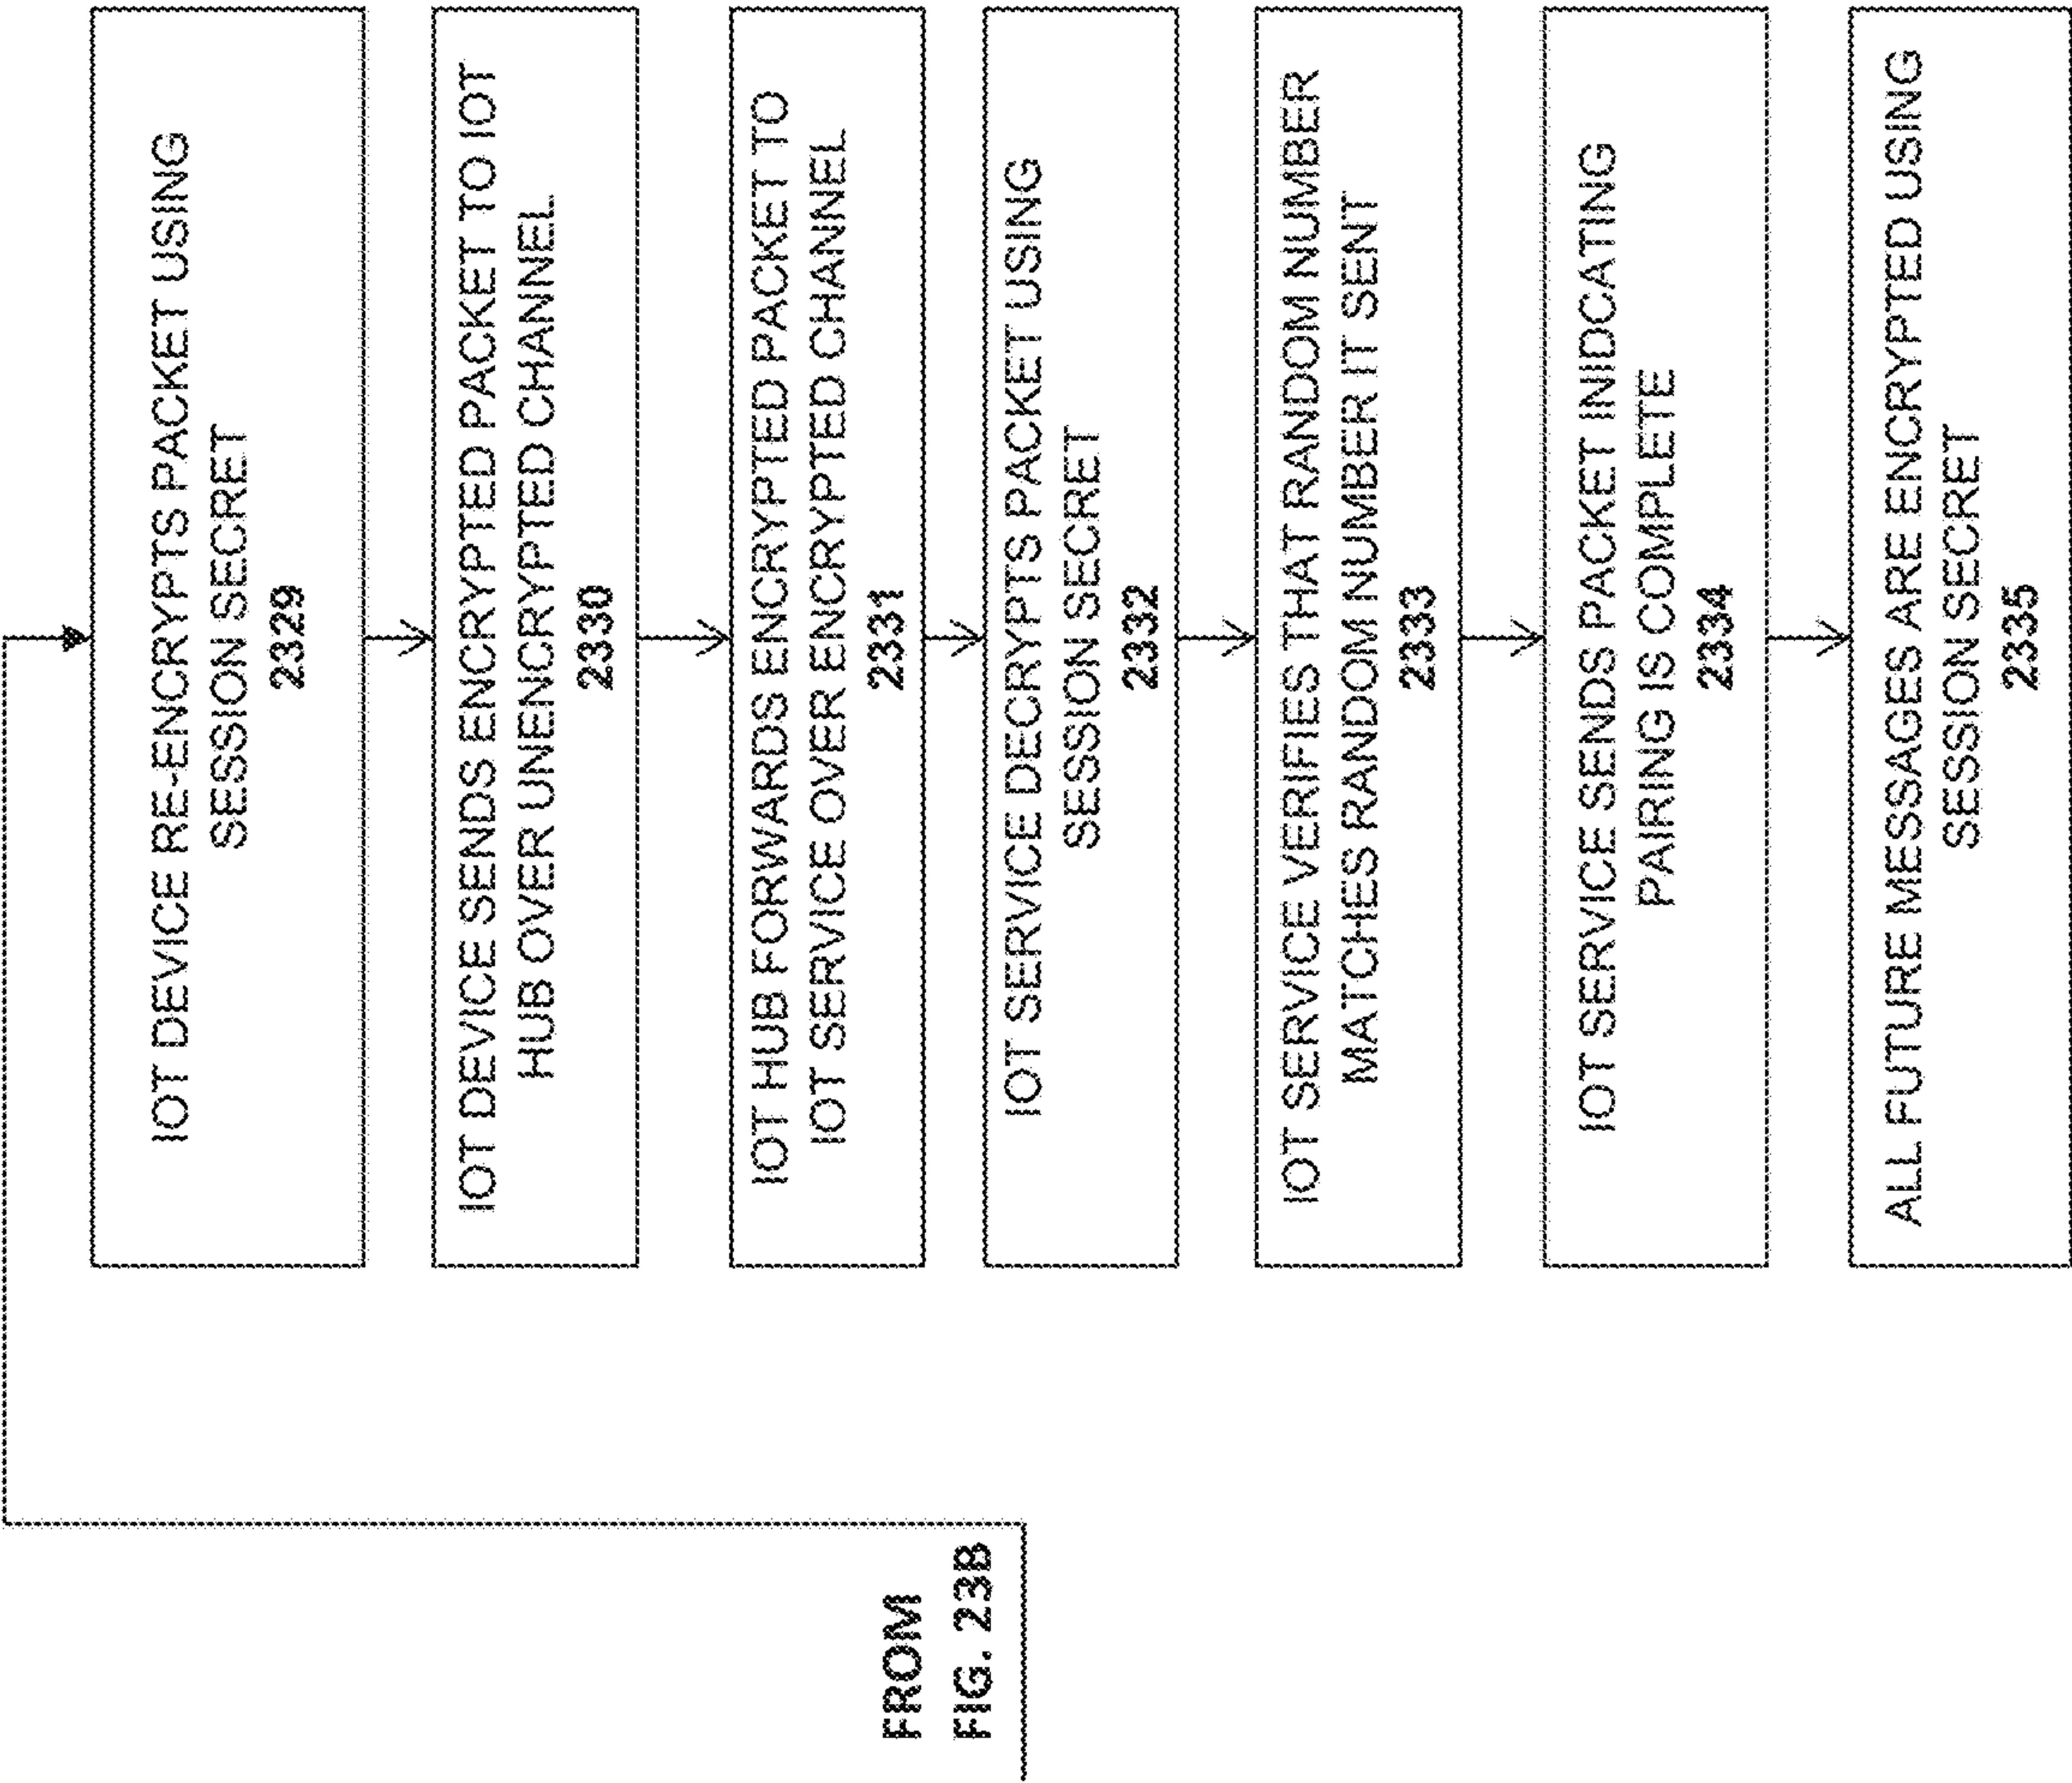 FROM
FIG. 23B
IOT DEVICE RE-ENCRYPTS PACKET USING
SESSION SECRET
2329
IOT DEVICE SENDS ENCRYPTED PACKET TO IOT
HUB OVER UNENCRYPTED CHANNEL
2330
IOT HUB FORWARDS ENCRYPTED PACKET TO
IOT SERVICE OVER ENCRYPTED CHANNEL
2331
IOT SERVICE DECRYPTS PACKET USING
SESSION SECRET
2332
IOT SERVICE VERIFIES THAT RANDOM NUMBER
MATCHES RANDOM NUMBER IT SENT
2333
IOT SERVICE SENDS PACKET INIDCATING
PAIRING IS COMPLETE
2334
ALL FUTURE MESSAGES ARE ENCRYPTED USING
SESSION SECRET
2335